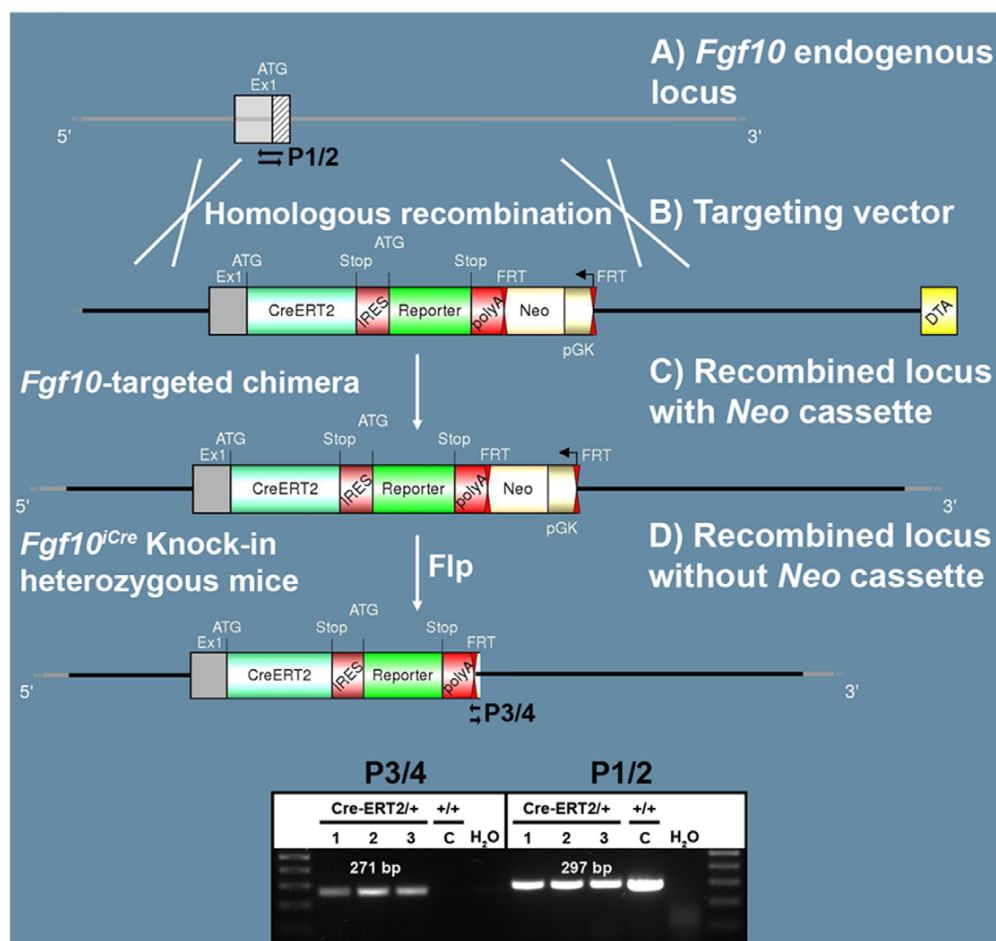 A) Fgf10 endogenous
locus
ATG
Ex1
5'
3'
P1/2
Homologous recombination
B) Targeting vector
ATG
ATG
Stop
Stop
Ex1
FRT
FRT
CreERT2
IRES
Reporter
polyA
Neo
DTA
pGK
Fgf10-targeted chimera
C) Recombined locus
with Neo cassette
ATG
ATG
Stop
Stop
Ex1
FRT
FRT
CreERT2
IRES
Reporter
polyA
Neo
5'
3'
pGK
Fgf10iCre Knock-in
heterozygous mice
Flp
D) Recombined locus
without Neo cassette
ATG
ATG
Stop
Stop
Ex1
FRT
CreERT2
IRES
Reporter
polyA
5'
3'
P3/4
P3/4 P1/2
Cre-ERT2/+ +/+ Cre-ERT2/+ +/+
1 2 3 C H2O 1 2 3 C H2O
271 bp 297 bp